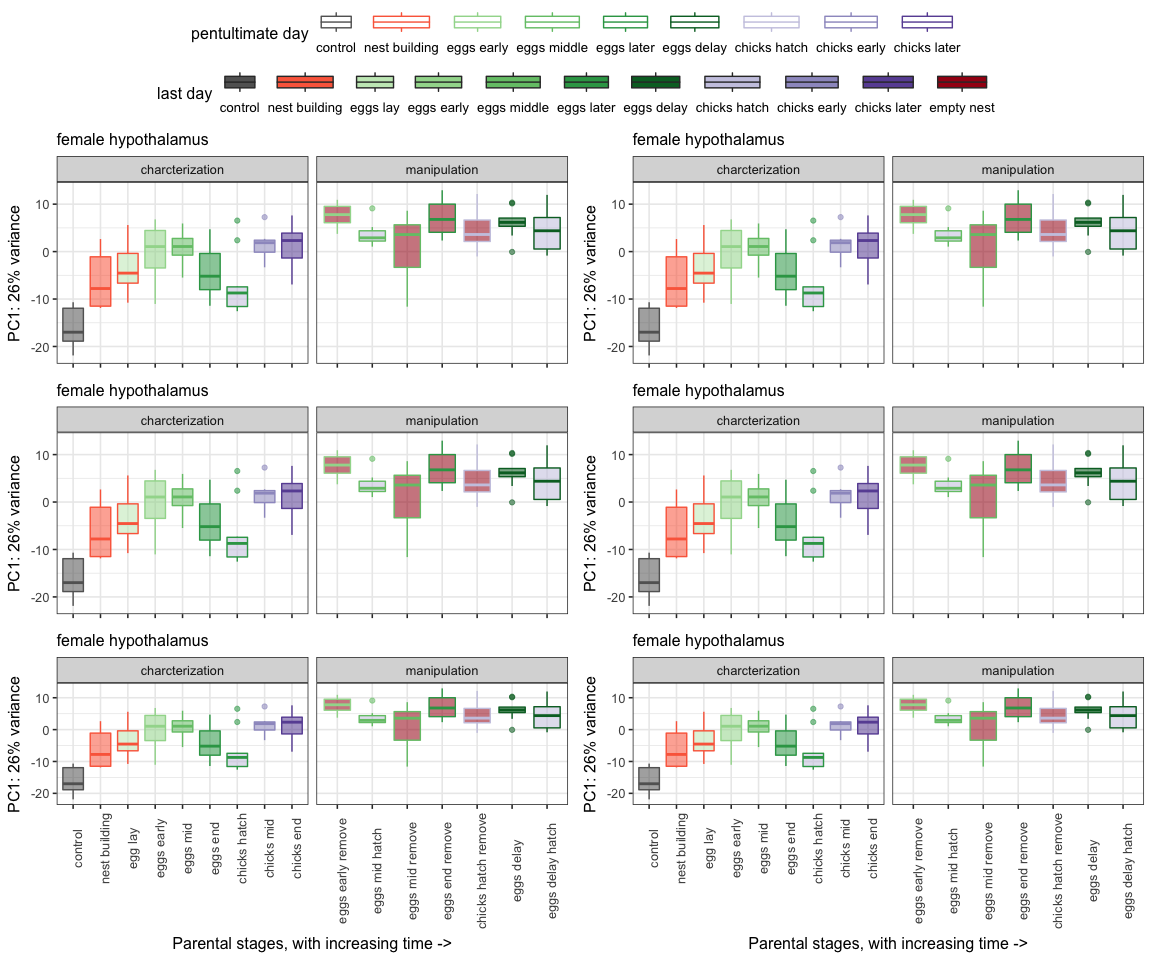 pentultimate day
control nest building eggs early eggs middle eggs later eggs delay chicks hatch chicks early chicks later
last day
control nest building eggs lay eggs early eggs middle eggs later eggs delay chicks hatch chicks early chicks later empty nest
female hypothalamus
charcterization manipulation
PC1: 26% variance
10
0
-10
-20
female hypothalamus
charcterization manipulation
PC1: 26% variance
10
0
-10
-20
female hypothalamus
charcterization manipulation
PC1: 26% variance
10
0
-10
-20
female hypothalamus
charcterization manipulation
PC1: 26% variance
10
0
-10
-20
female hypothalamus
charcterization manipulation
PC1: 26% variance
10
0
-10
-20
control
nest building
egg lay
eggs early
eggs mid
eggs end
chicks hatch
chicks mid
chicks end
eggs early remove
eggs mid hatch
eggs mid remove
eggs end remove
chicks hatch remove
eggs delay
eggs delay hatch
Parental stages, with increasing time ->
female hypothalamus
charcterization manipulation
PC1: 26% variance
10
0
-10
-20
control
nest building
egg lay
eggs early
eggs mid
eggs end
chicks hatch
chicks mid
chicks end
eggs early remove
eggs mid hatch
eggs mid remove
eggs end remove
chicks hatch remove
eggs delay
eggs delay hatch
Parental stages, with increasing time ->